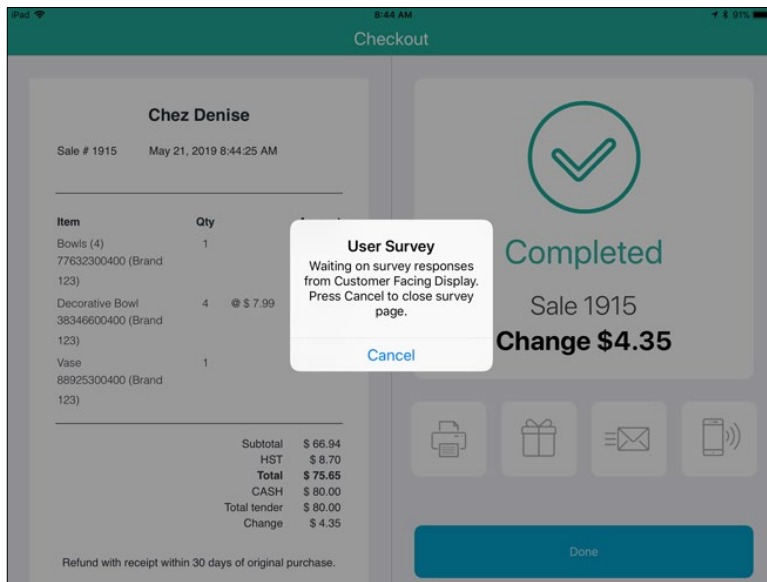 iPad
8:44 AM
91%
Checkout
Chez Denise
Sale # 1915 May 21, 2019 8:44:25 AM
Item Qty
Bowls (4) 1
77632300400 (Brand
123)
Decorative Bowl 4 @ $ 7.99
38346600400 (Brand
123)
Vase 1
88925300400 (Brand
123)
Subtotal $ 66.94
HST $ 8.70
Total $ 75.65
CASH $ 80.00
Total tender $ 80.00
Change $ 4.35
Refund with receipt within 30 days of original purchase.
User Survey
Waiting on survey responses
from Customer Facing Display.
Press Cancel to close survey
page.
Cancel
Completed
Sale 1915
Change $4.35
Done